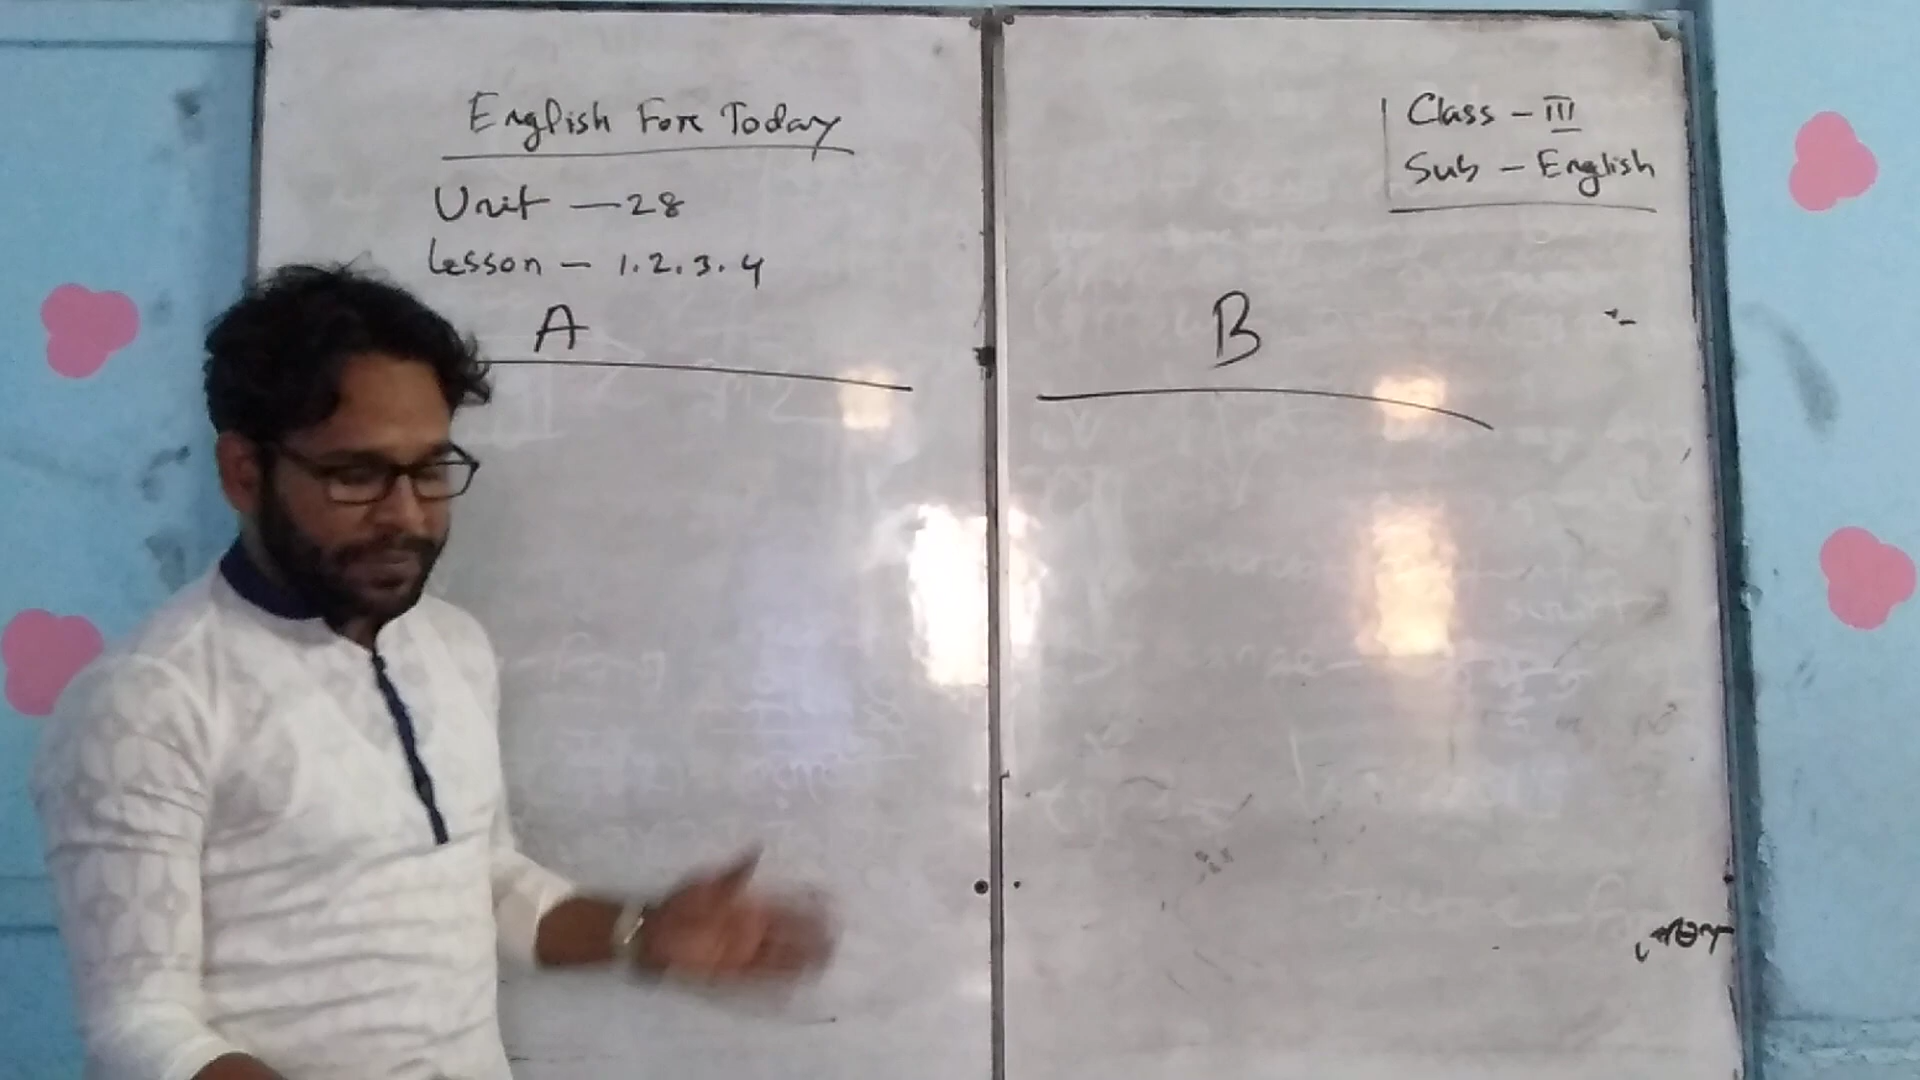 English For Today
Unit — 28
Lesson — 1.2.3.4
A
Class - III
Sub - English
B